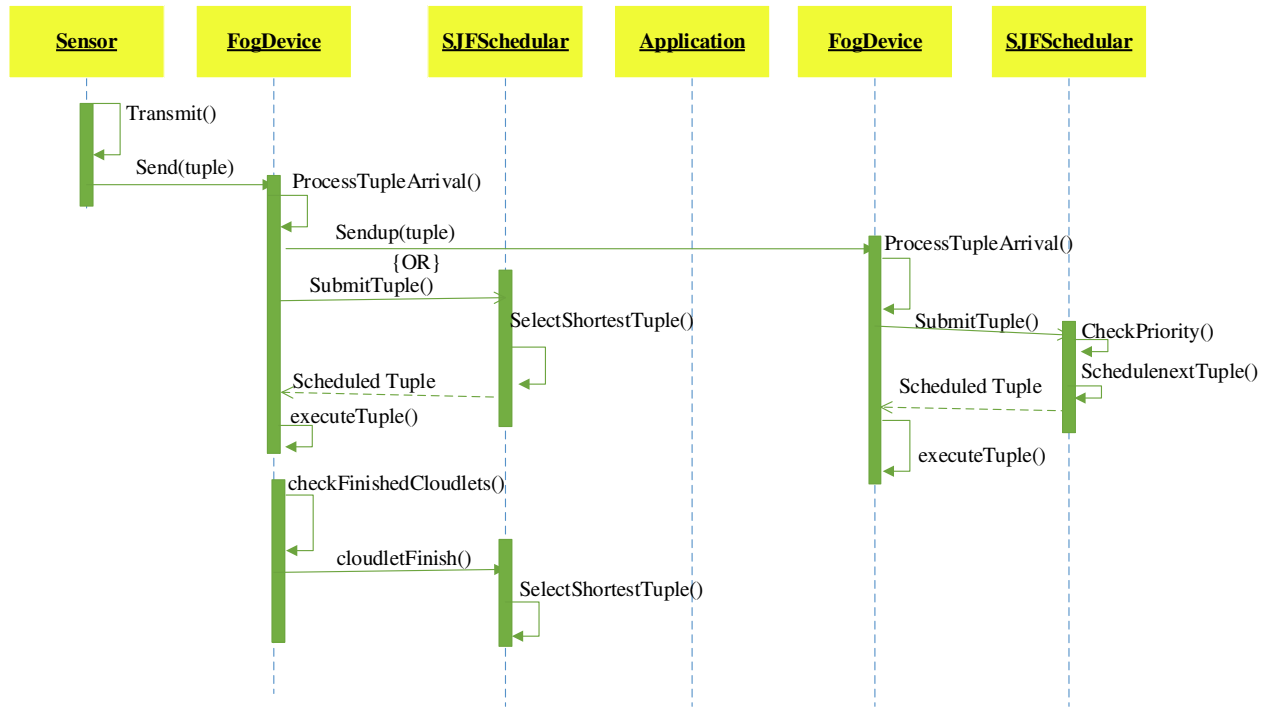 Sensor
FogDevice
SJFSchedular
Application
FogDevice
SJFSchedular
Transmit()
Send(tuple)
ProcessTupleArrival()
Sendup(tuple)
{OR}
SubmitTuple()
SelectShortestTuple()
Scheduled Tuple
executeTuple()
checkFinishedCloudlets()
cloudletFinish()
SelectShortestTuple()
ProcessTupleArrival()
SubmitTuple()
CheckPriority()
SchedulenextTuple()
Scheduled Tuple
executeTuple()